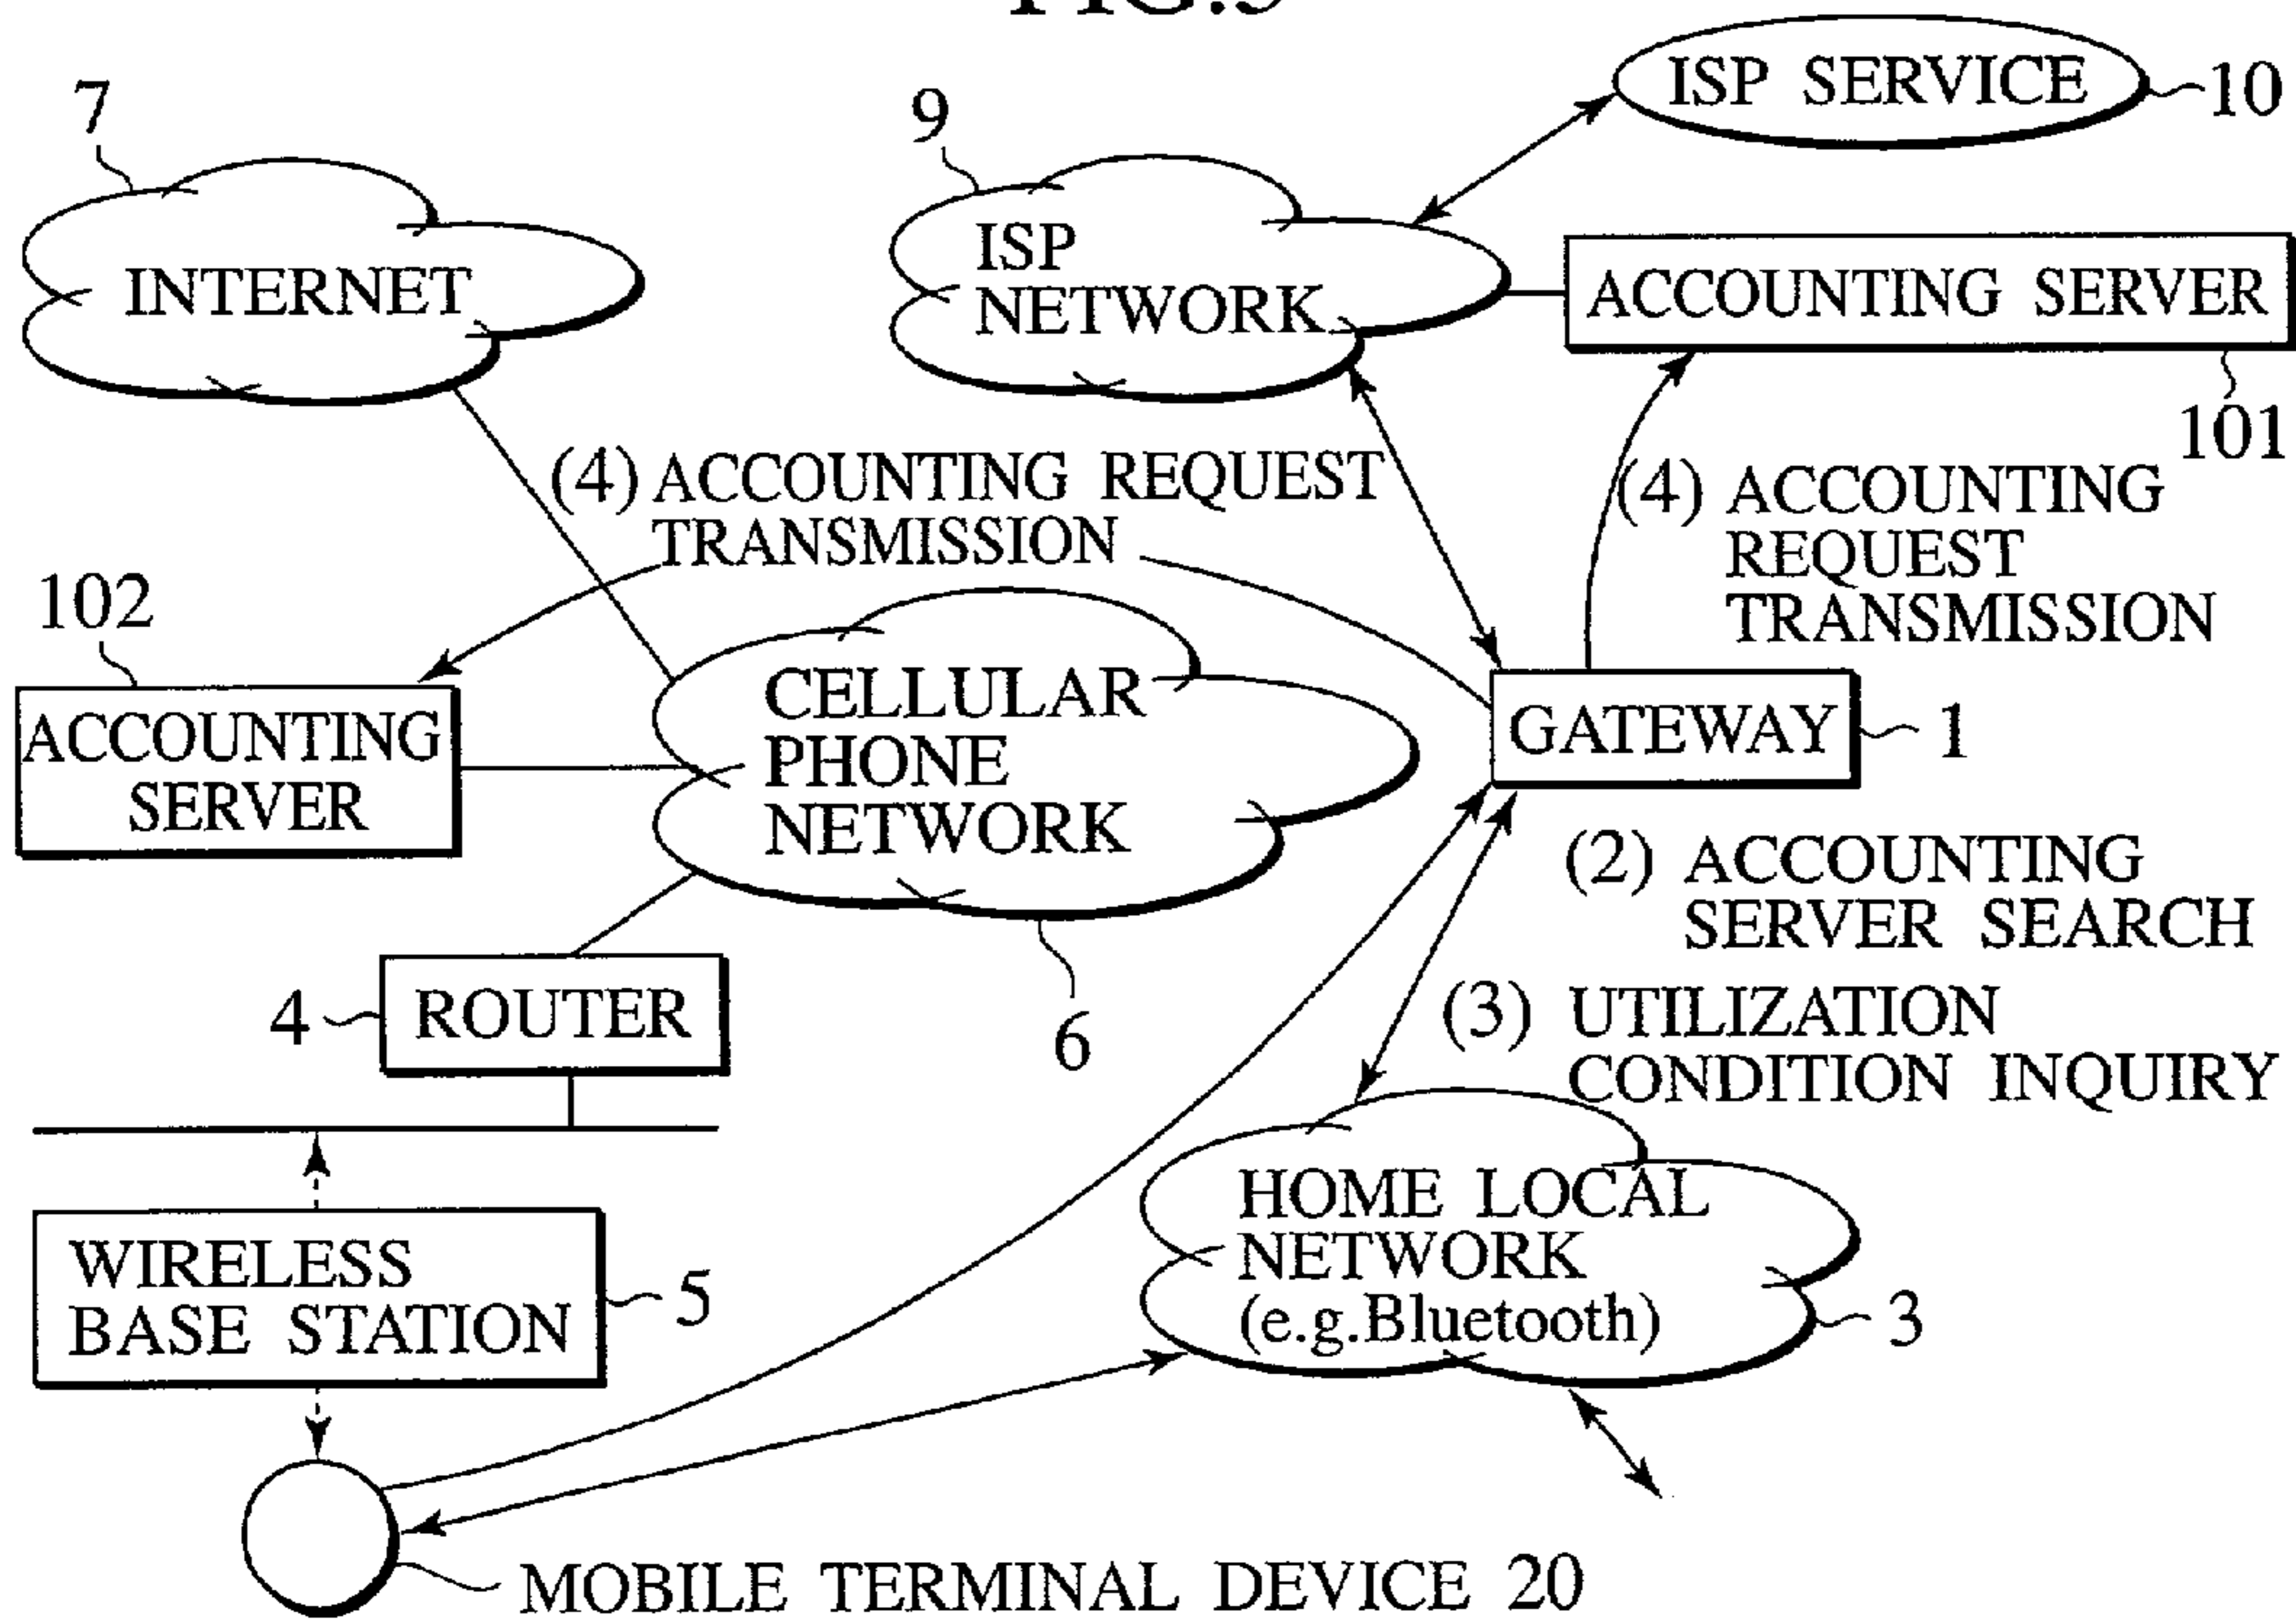 ISP SERVICE
10
7
9
INTERNET
ISP
NETWORK
ACCOUNTING SERVER
101
(4) ACCOUNTING REQUEST
TRANSMISSION
(4) ACCOUNTING
REQUEST
TRANSMISSION
102
ACCOUNTING
SERVER
CELLULAR
PHONE
NETWORK
GATEWAY
1
(2) ACCOUNTING
SERVER SEARCH
4
ROUTER
6
(3) UTILIZATION
CONDITION INQUIRY
WIRELESS
BASE STATION
5
HOME LOCAL
NETWORK
(e.g.Bluetooth)
3
MOBILE TERMINAL DEVICE 20